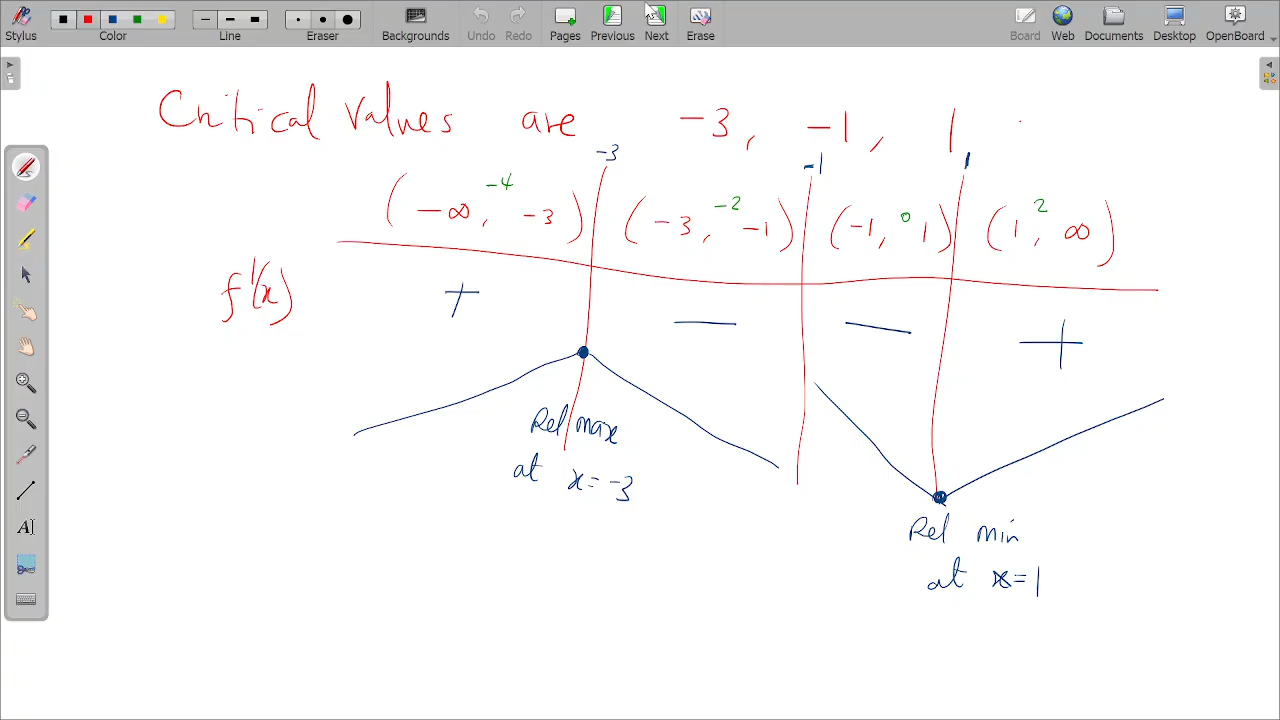 Stylus Color Line Eraser Backgrounds Undo Redo Pages Previous Next Erase Board Web Documents Desktop OpenBoard
Critical values are -3, -1, 1
-3 -1 1
-4 -2 0 2
(-∞, -3) (-3, -1) (-1, 1) (1, ∞)
f'(x) + — — +
Rel max
at x=-3
Rel min
at x=1